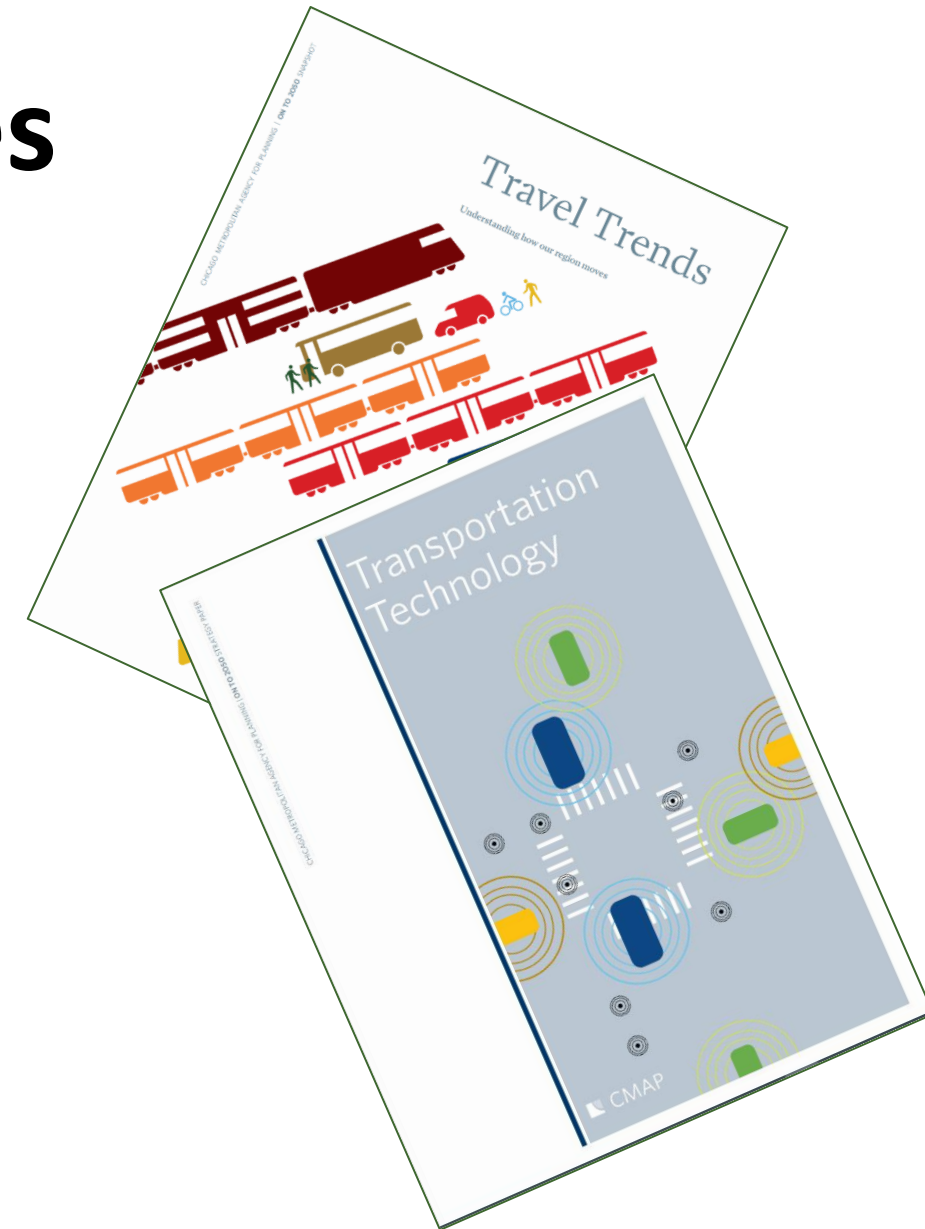 es
CHICAGO METROPOLITAN AGENCY FOR PLANNING | ON TO 2050 SNAPSHOT
Travel Trends
Understanding how our region moves
CHICAGO METROPOLITAN AGENCY FOR PLANNING | ON TO 2050 STRATEGY PAPER
Transportation
Technology
CMAP